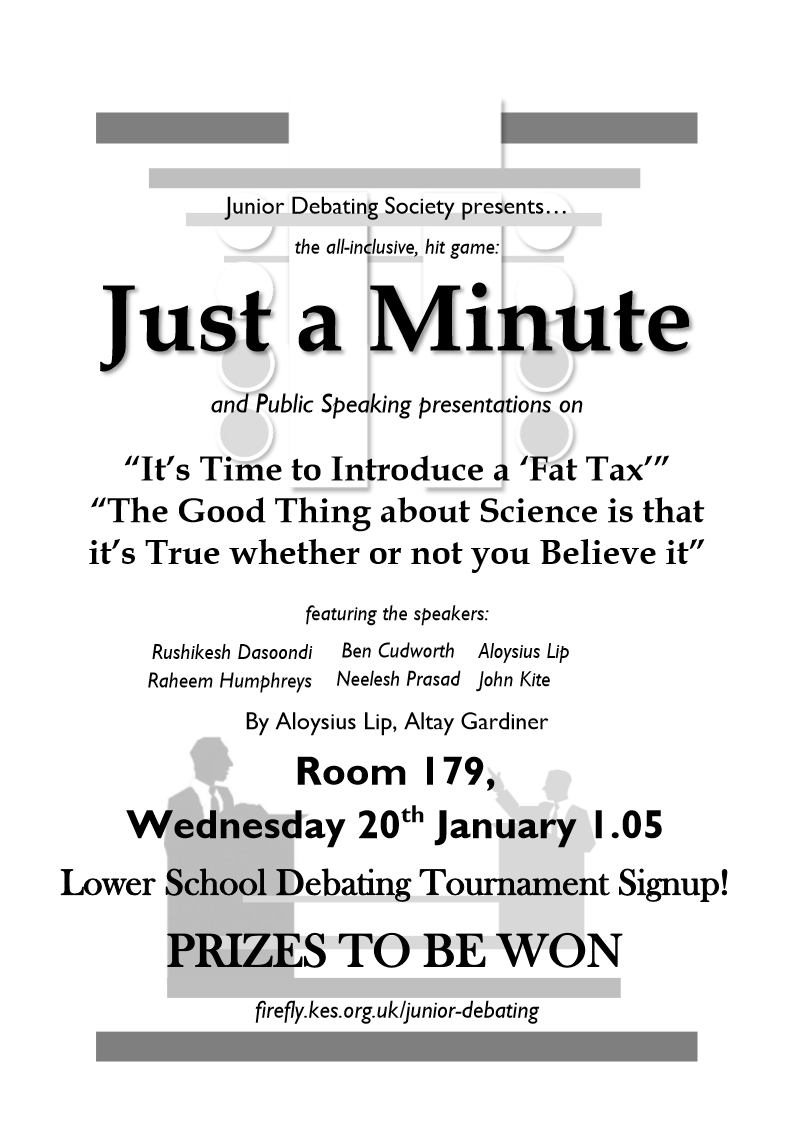 Junior Debating Society presents…
the all-inclusive, hit game:
Just a Minute
and Public Speaking presentations on
“It’s Time to Introduce a ‘Fat Tax’”
“The Good Thing about Science is that
it’s True whether or not you Believe it”
featuring the speakers:
Rushikesh Dasoondi Ben Cudworth Aloysius Lip
Raheem Humphreys Neelesh Prasad John Kite
By Aloysius Lip, Altay Gardiner
Room 179,
Wednesday 20th January 1.05
Lower School Debating Tournament Signup!
PRIZES TO BE WON
firefly.kes.org.uk/junior-debating